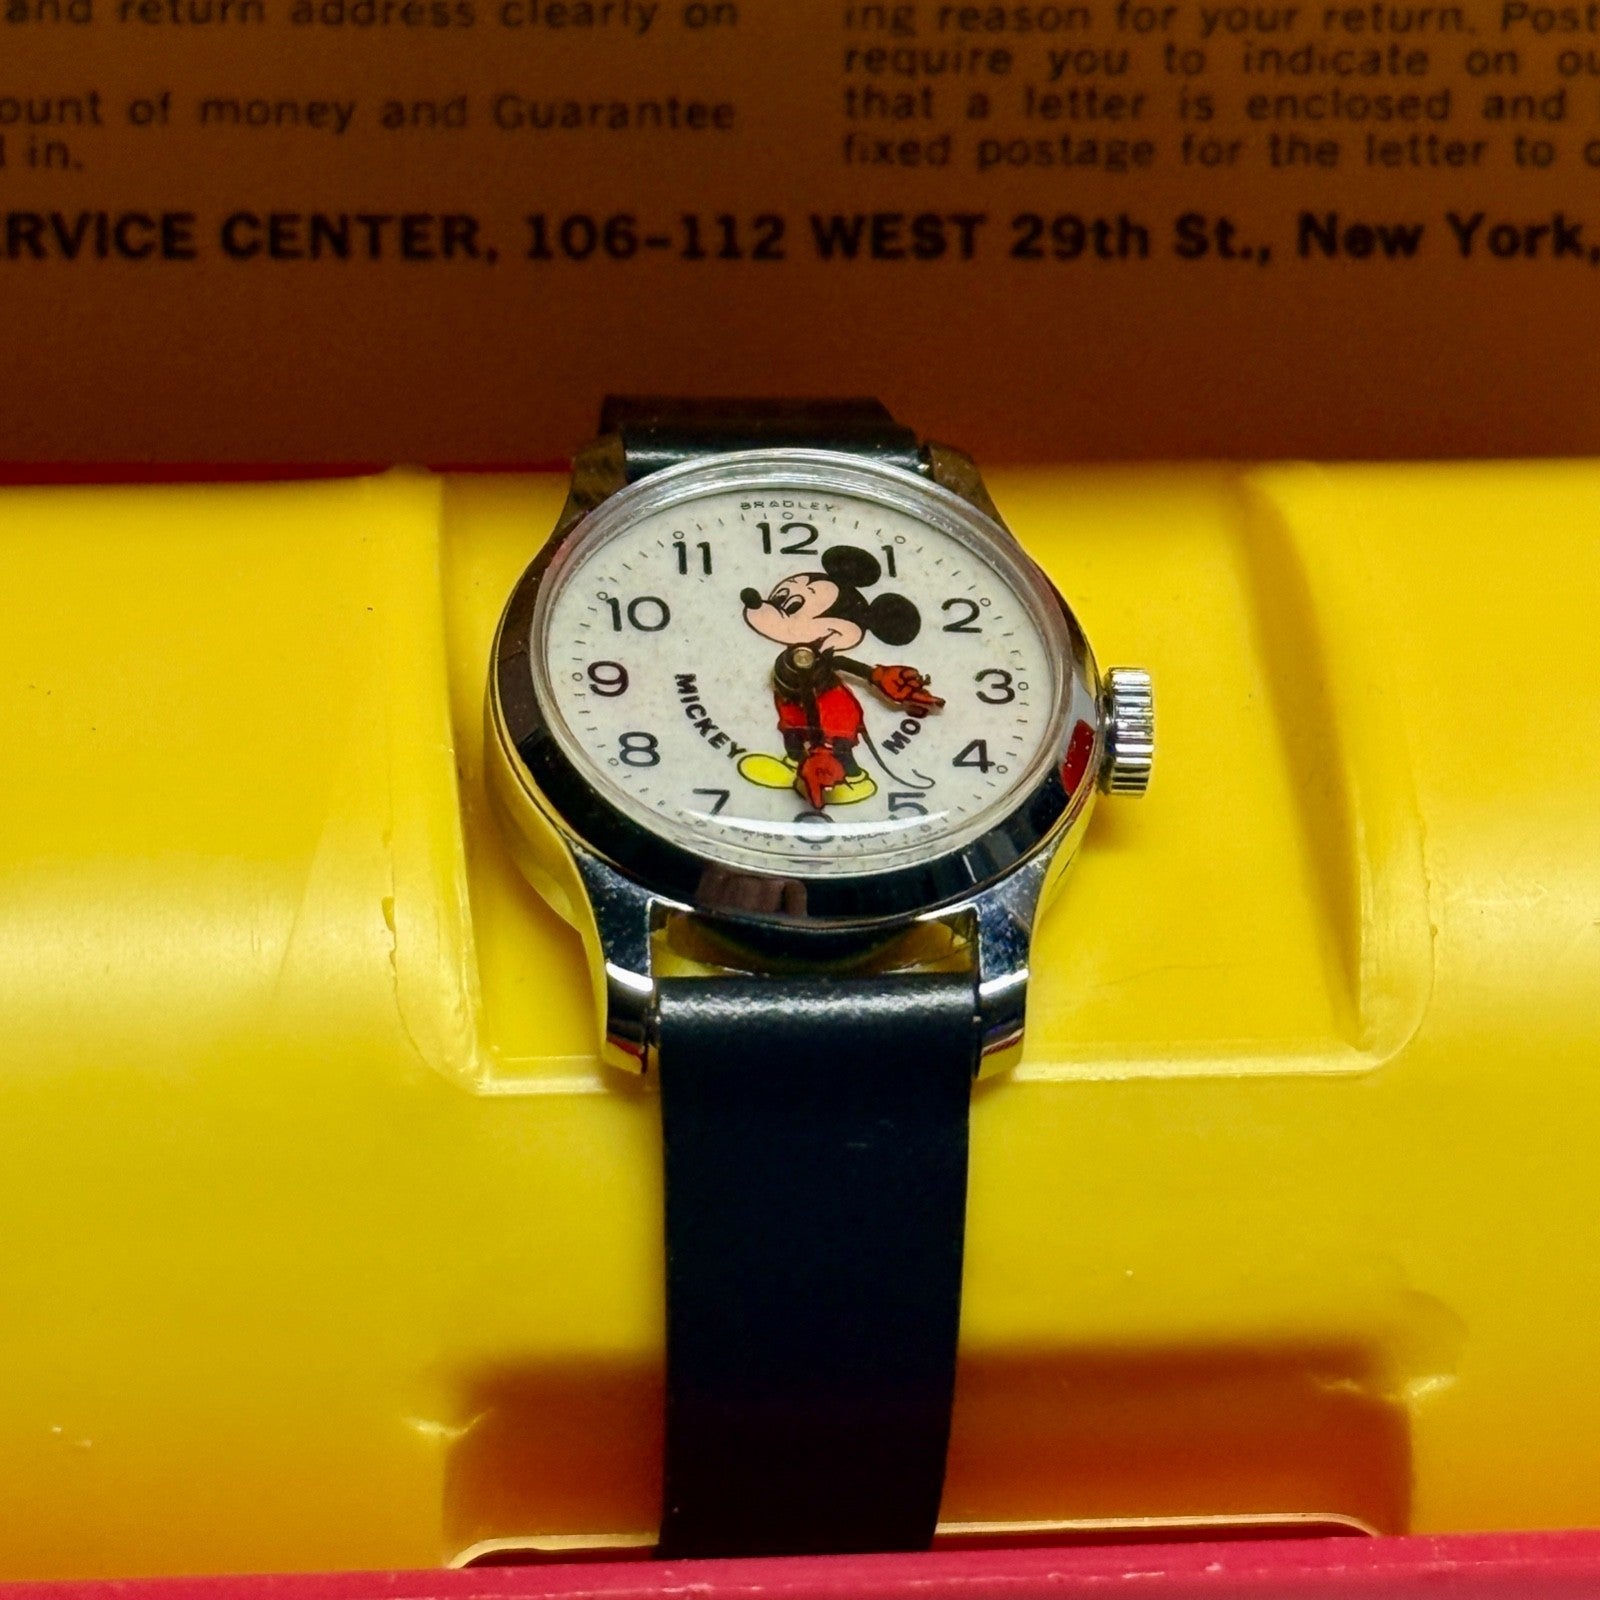 and return address clearly on
ount of money and Guarantee
in.
ing reason for your return. Post
require you to indicate on ou
that a letter is enclosed and
fixed postage for the letter to
RVICE CENTER, 106-112 WEST 29th St., New York,
BRADLEY
12
1
2
3
4
5
6
7
8
9
10
11
MICKEY
MOU